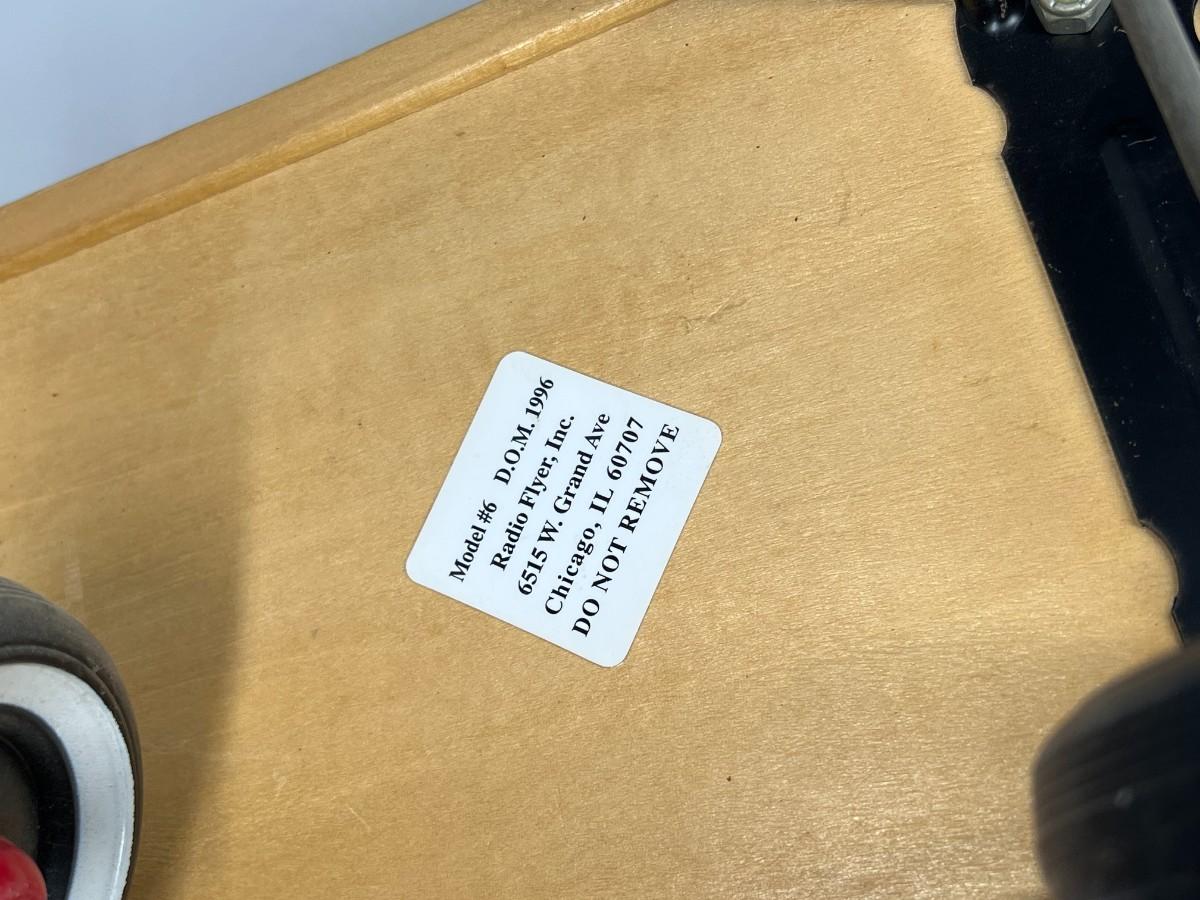 Model #6 D.O.M. 1996
Radio Flyer, Inc.
6515 W. Grand Ave
Chicago, IL 60707
DO NOT REMOVE